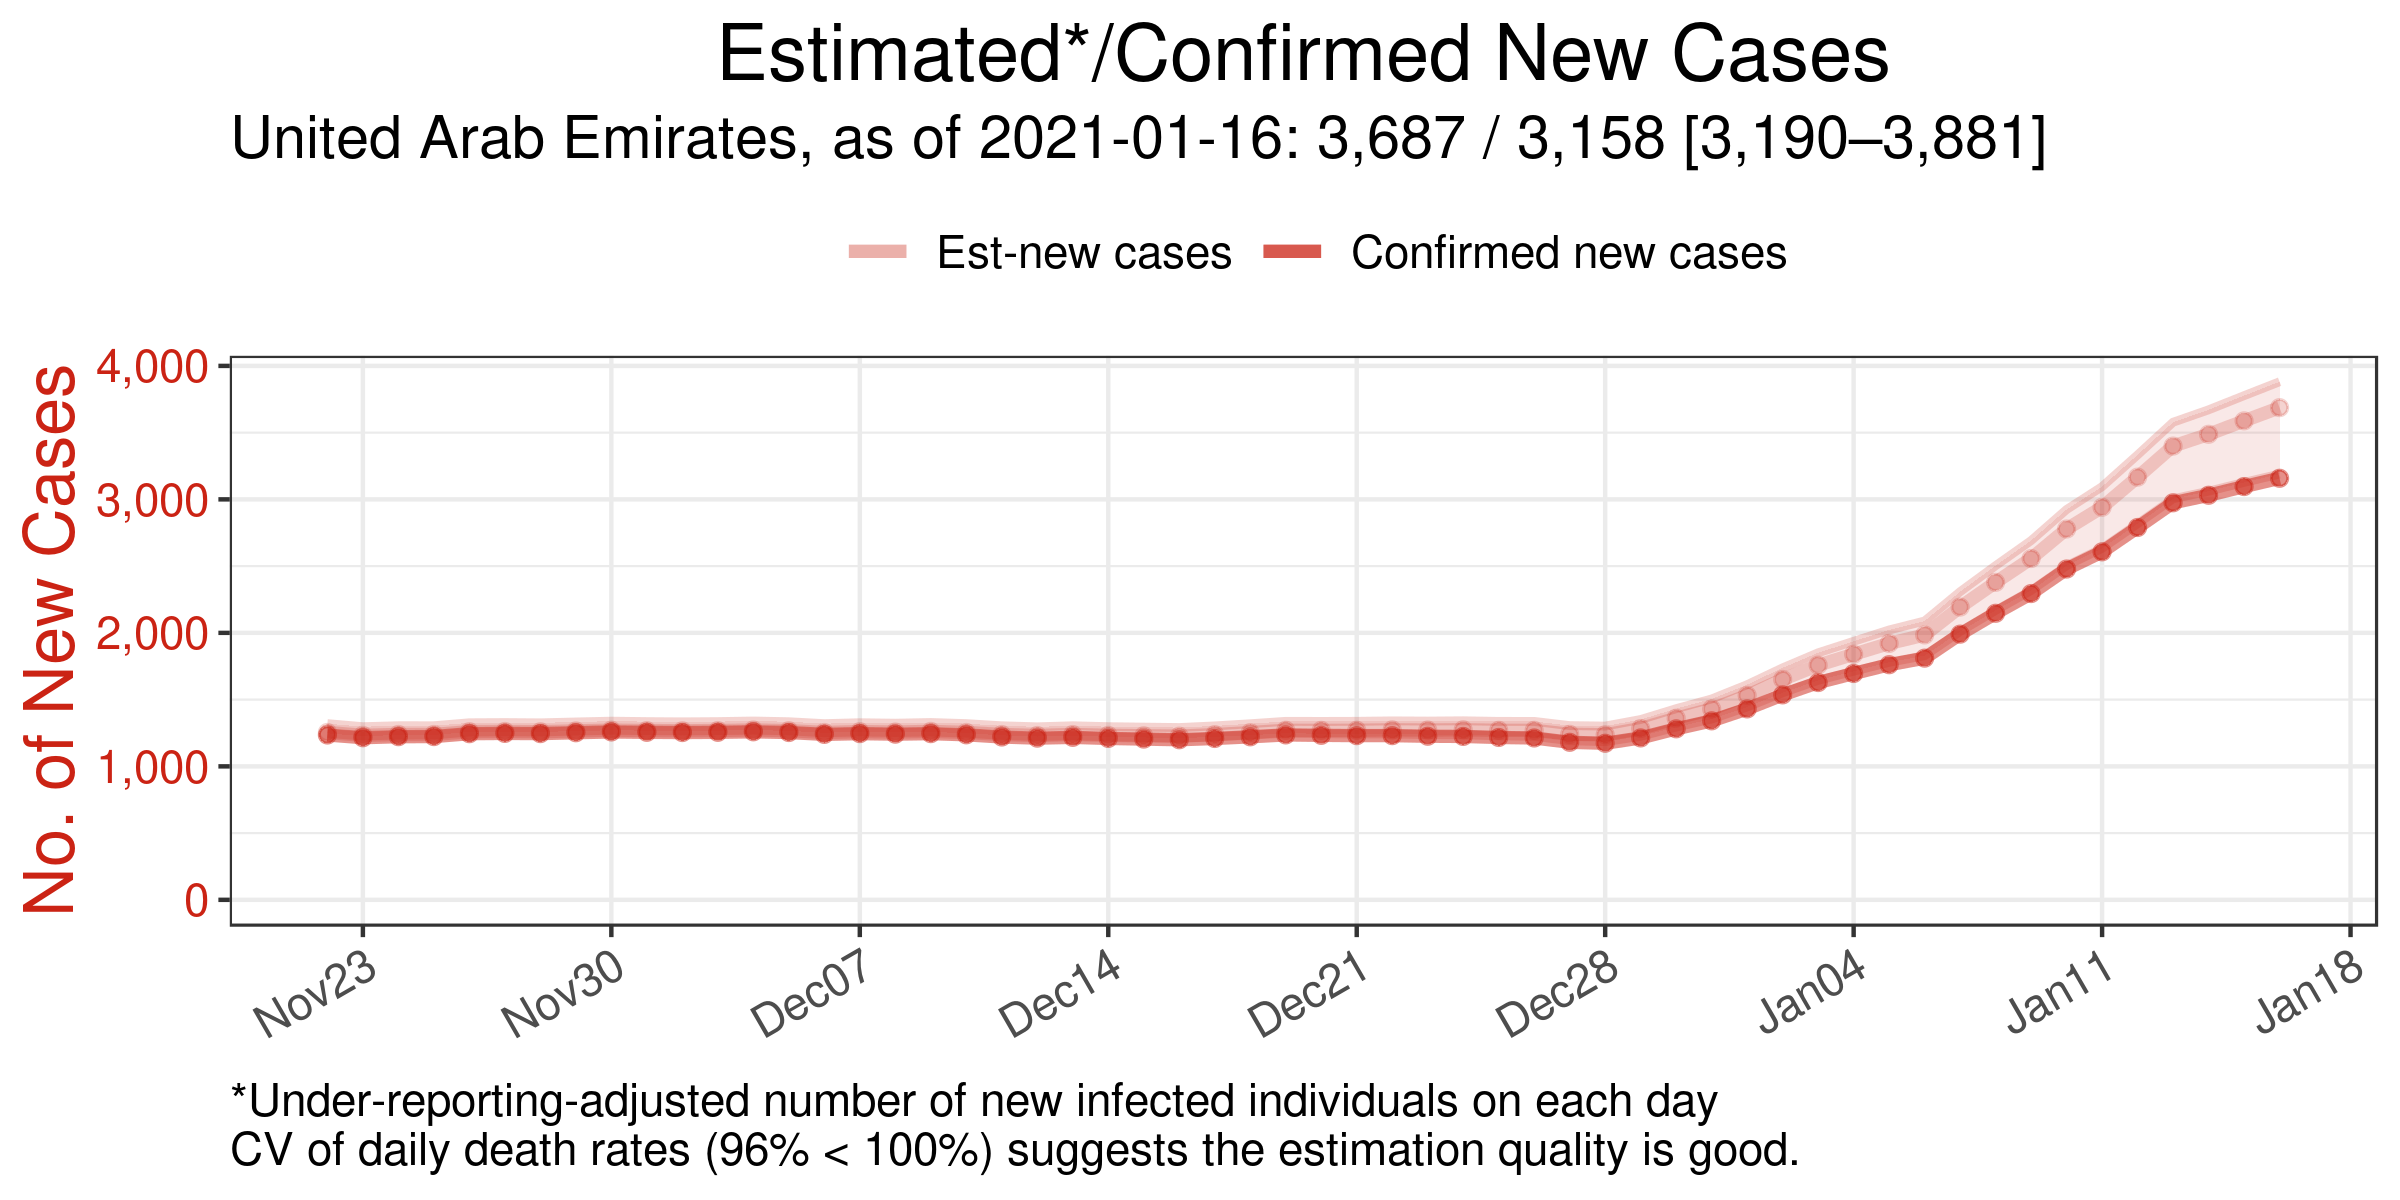 Estimated*/Confirmed New Cases
United Arab Emirates, as of 2021-01-16: 3,687 / 3,158 [3,190–3,881]
Est-new cases Confirmed new cases
No. of New Cases
4,000
3,000
2,000
1,000
0
Nov23 Nov30 Dec07 Dec14 Dec21 Dec28 Jan04 Jan11 Jan18
*Under-reporting-adjusted number of new infected individuals on each day
CV of daily death rates (96% < 100%) suggests the estimation quality is good.